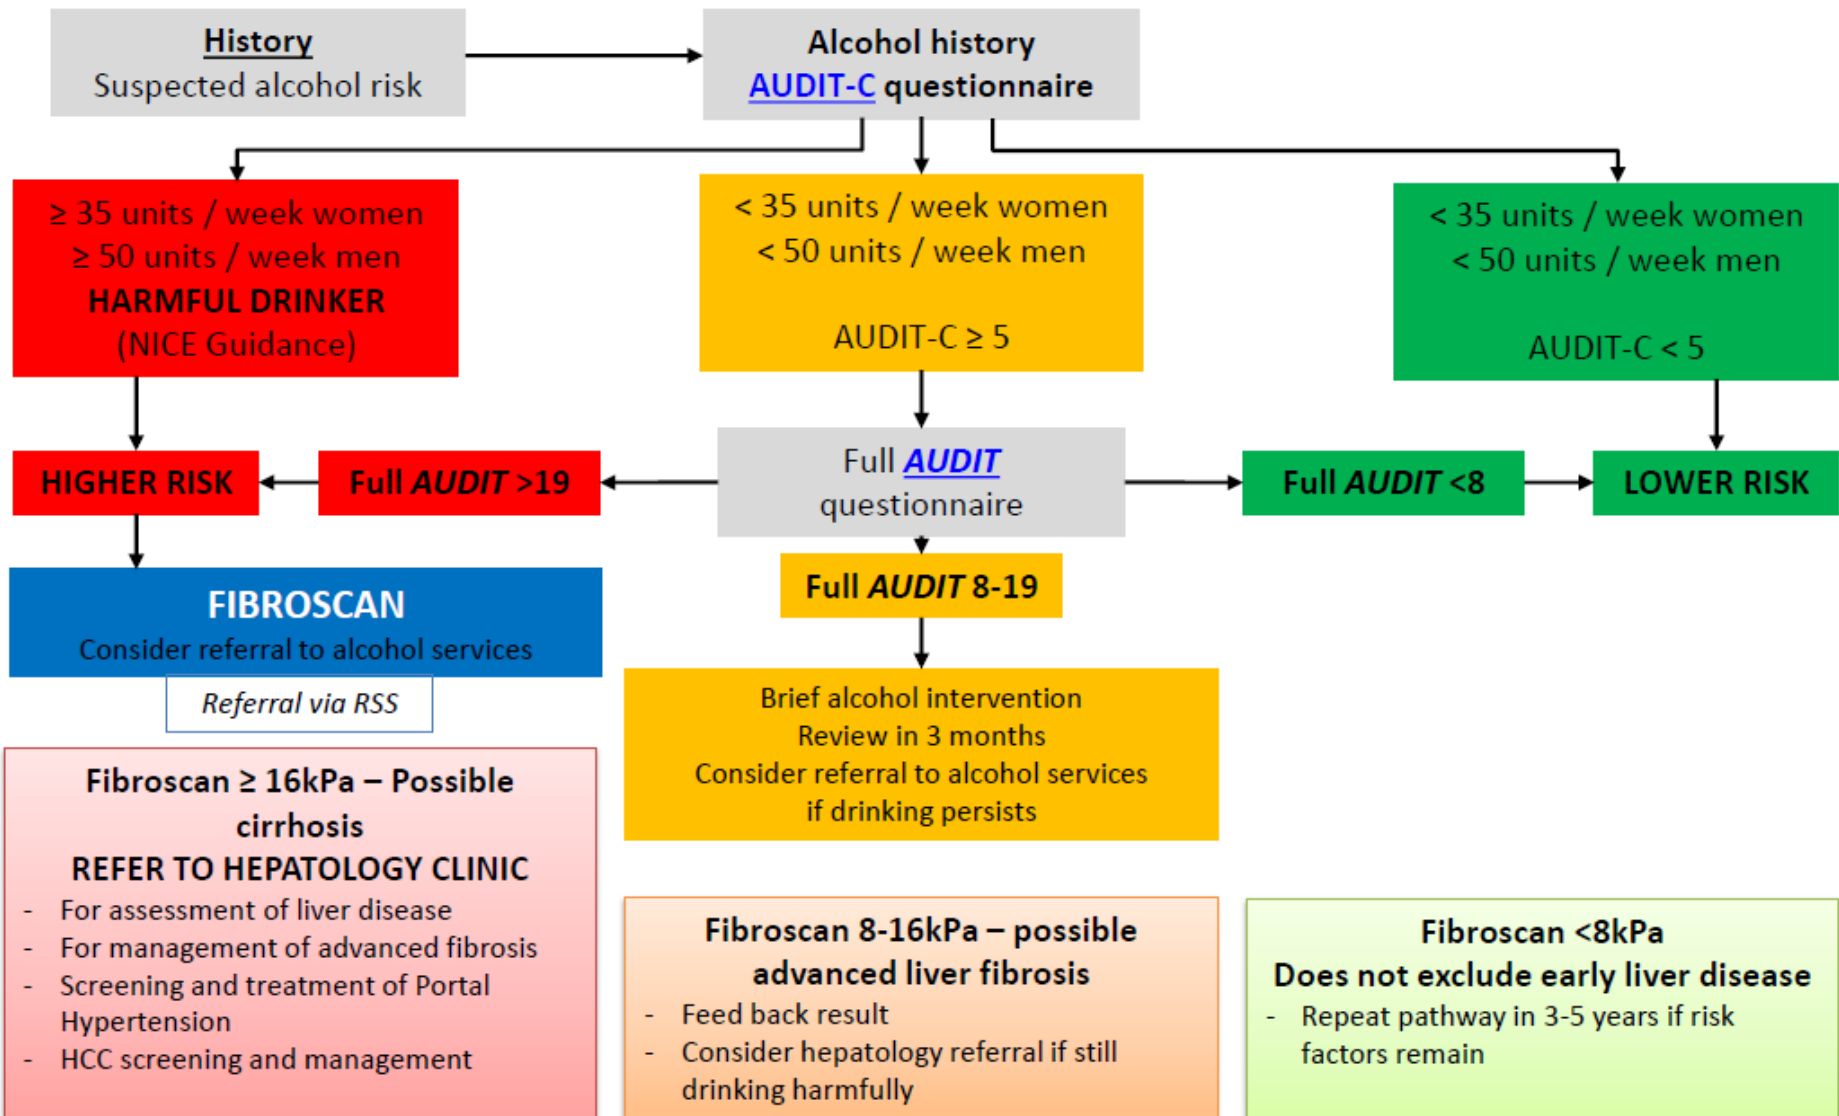 History
Suspected alcohol risk
Alcohol history
AUDIT-C questionnaire
≥ 35 units / week women
≥ 50 units / week men
HARMFUL DRINKER
(NICE Guidance)
< 35 units / week women
< 50 units / week men
AUDIT-C ≥ 5
< 35 units / week women
< 50 units / week men
AUDIT-C < 5
HIGHER RISK
Full AUDIT >19
Full AUDIT
questionnaire
Full AUDIT <8
LOWER RISK
FIBROSCAN
Consider referral to alcohol services
Referral via RSS
Full AUDIT 8-19
Brief alcohol intervention
Review in 3 months
Consider referral to alcohol services
if drinking persists
Fibroscan ≥ 16kPa – Possible
cirrhosis
REFER TO HEPATOLOGY CLINIC
- For assessment of liver disease
- For management of advanced fibrosis
- Screening and treatment of Portal
Hypertension
- HCC screening and management
Fibroscan 8-16kPa – possible
advanced liver fibrosis
- Feed back result
- Consider hepatology referral if still
drinking harmfully
Fibroscan <8kPa
Does not exclude early liver disease
- Repeat pathway in 3-5 years if risk
factors remain